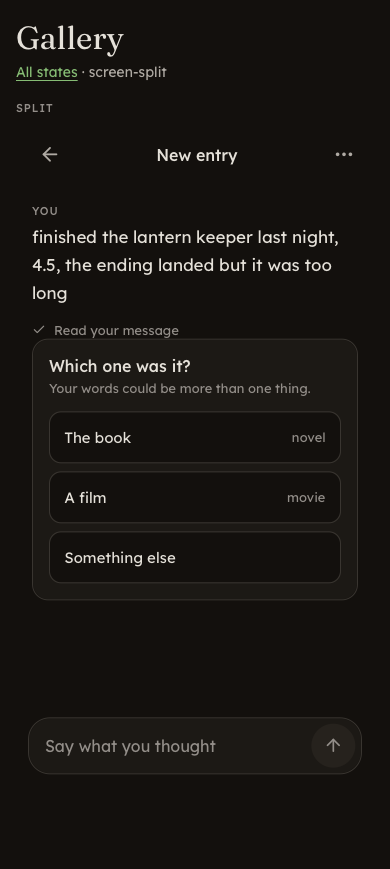 Gallery
All states · screen-split
SPLIT
New entry
YOU
finished the lantern keeper last night,
4.5, the ending landed but it was too
long
Read your message
Which one was it?
Your words could be more than one thing.
The book novel
A film movie
Something else
Say what you thought